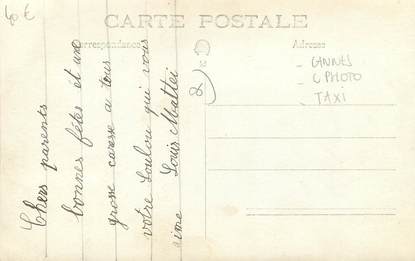 60 €
CARTE POSTALE
Correspondance
Adresse
- CANNES
- C PHOTO
- TAXI
Chers parents
bonnes fêtes et une
grosse caresse a tous
votre Loulou qui vous
aime Louis Mattei